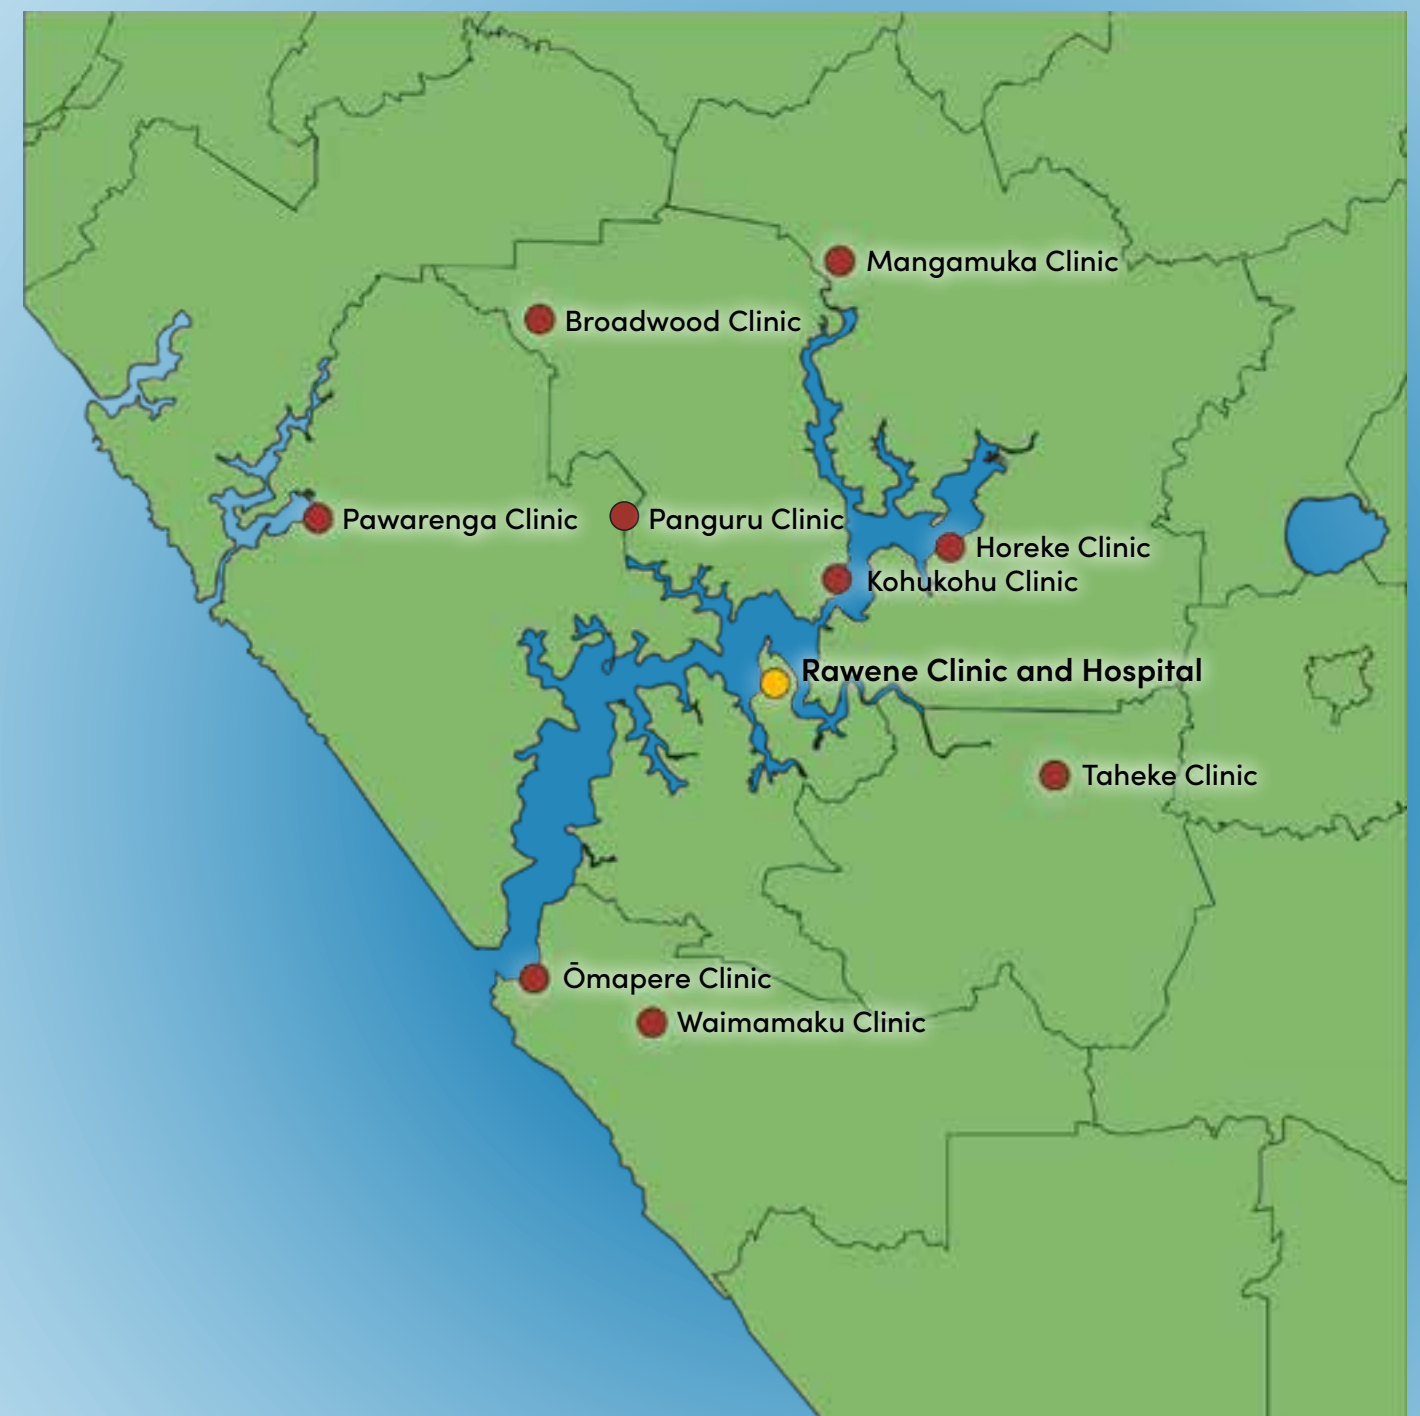 Mangamuka Clinic
Broadwood Clinic
Pawarenga Clinic
Panguru Clinic
Horeke Clinic
Kohukohu Clinic
Rawene Clinic and Hospital
Taheke Clinic
Ōmapere Clinic
Waimamaku Clinic